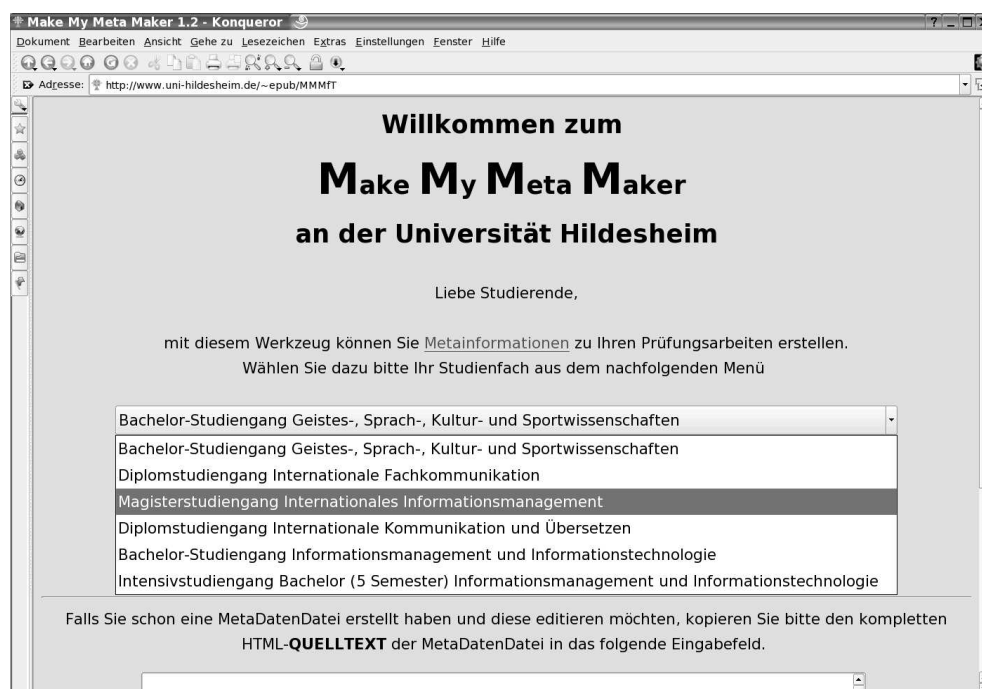 Make My Meta Maker 1.2 - Konqueror
Dokument Bearbeiten Ansicht Gehe zu Lesezeichen Extras Einstellungen Fenster Hilfe
Adresse: http://www.uni-hildesheim.de/~epub/MMMfT
Willkommen zum
Make My Meta Maker
an der Universität Hildesheim
Liebe Studierende,
mit diesem Werkzeug können Sie Metainformationen zu Ihren Prüfungsarbeiten erstellen.
Wählen Sie dazu bitte Ihr Studienfach aus dem nachfolgenden Menü
Bachelor-Studiengang Geistes-, Sprach-, Kultur- und Sportwissenschaften
Bachelor-Studiengang Geistes-, Sprach-, Kultur- und Sportwissenschaften
Diplomstudiengang Internationale Fachkommunikation
Magisterstudiengang Internationales Informationsmanagement
Diplomstudiengang Internationale Kommunikation und Übersetzen
Bachelor-Studiengang Informationsmanagement und Informationstechnologie
Intensivstudiengang Bachelor (5 Semester) Informationsmanagement und Informationstechnologie
Falls Sie schon eine MetaDatenDatei erstellt haben und diese editieren möchten, kopieren Sie bitte den kompletten
HTML-QUELLTEXT der MetaDatenDatei in das folgende Eingabefeld.